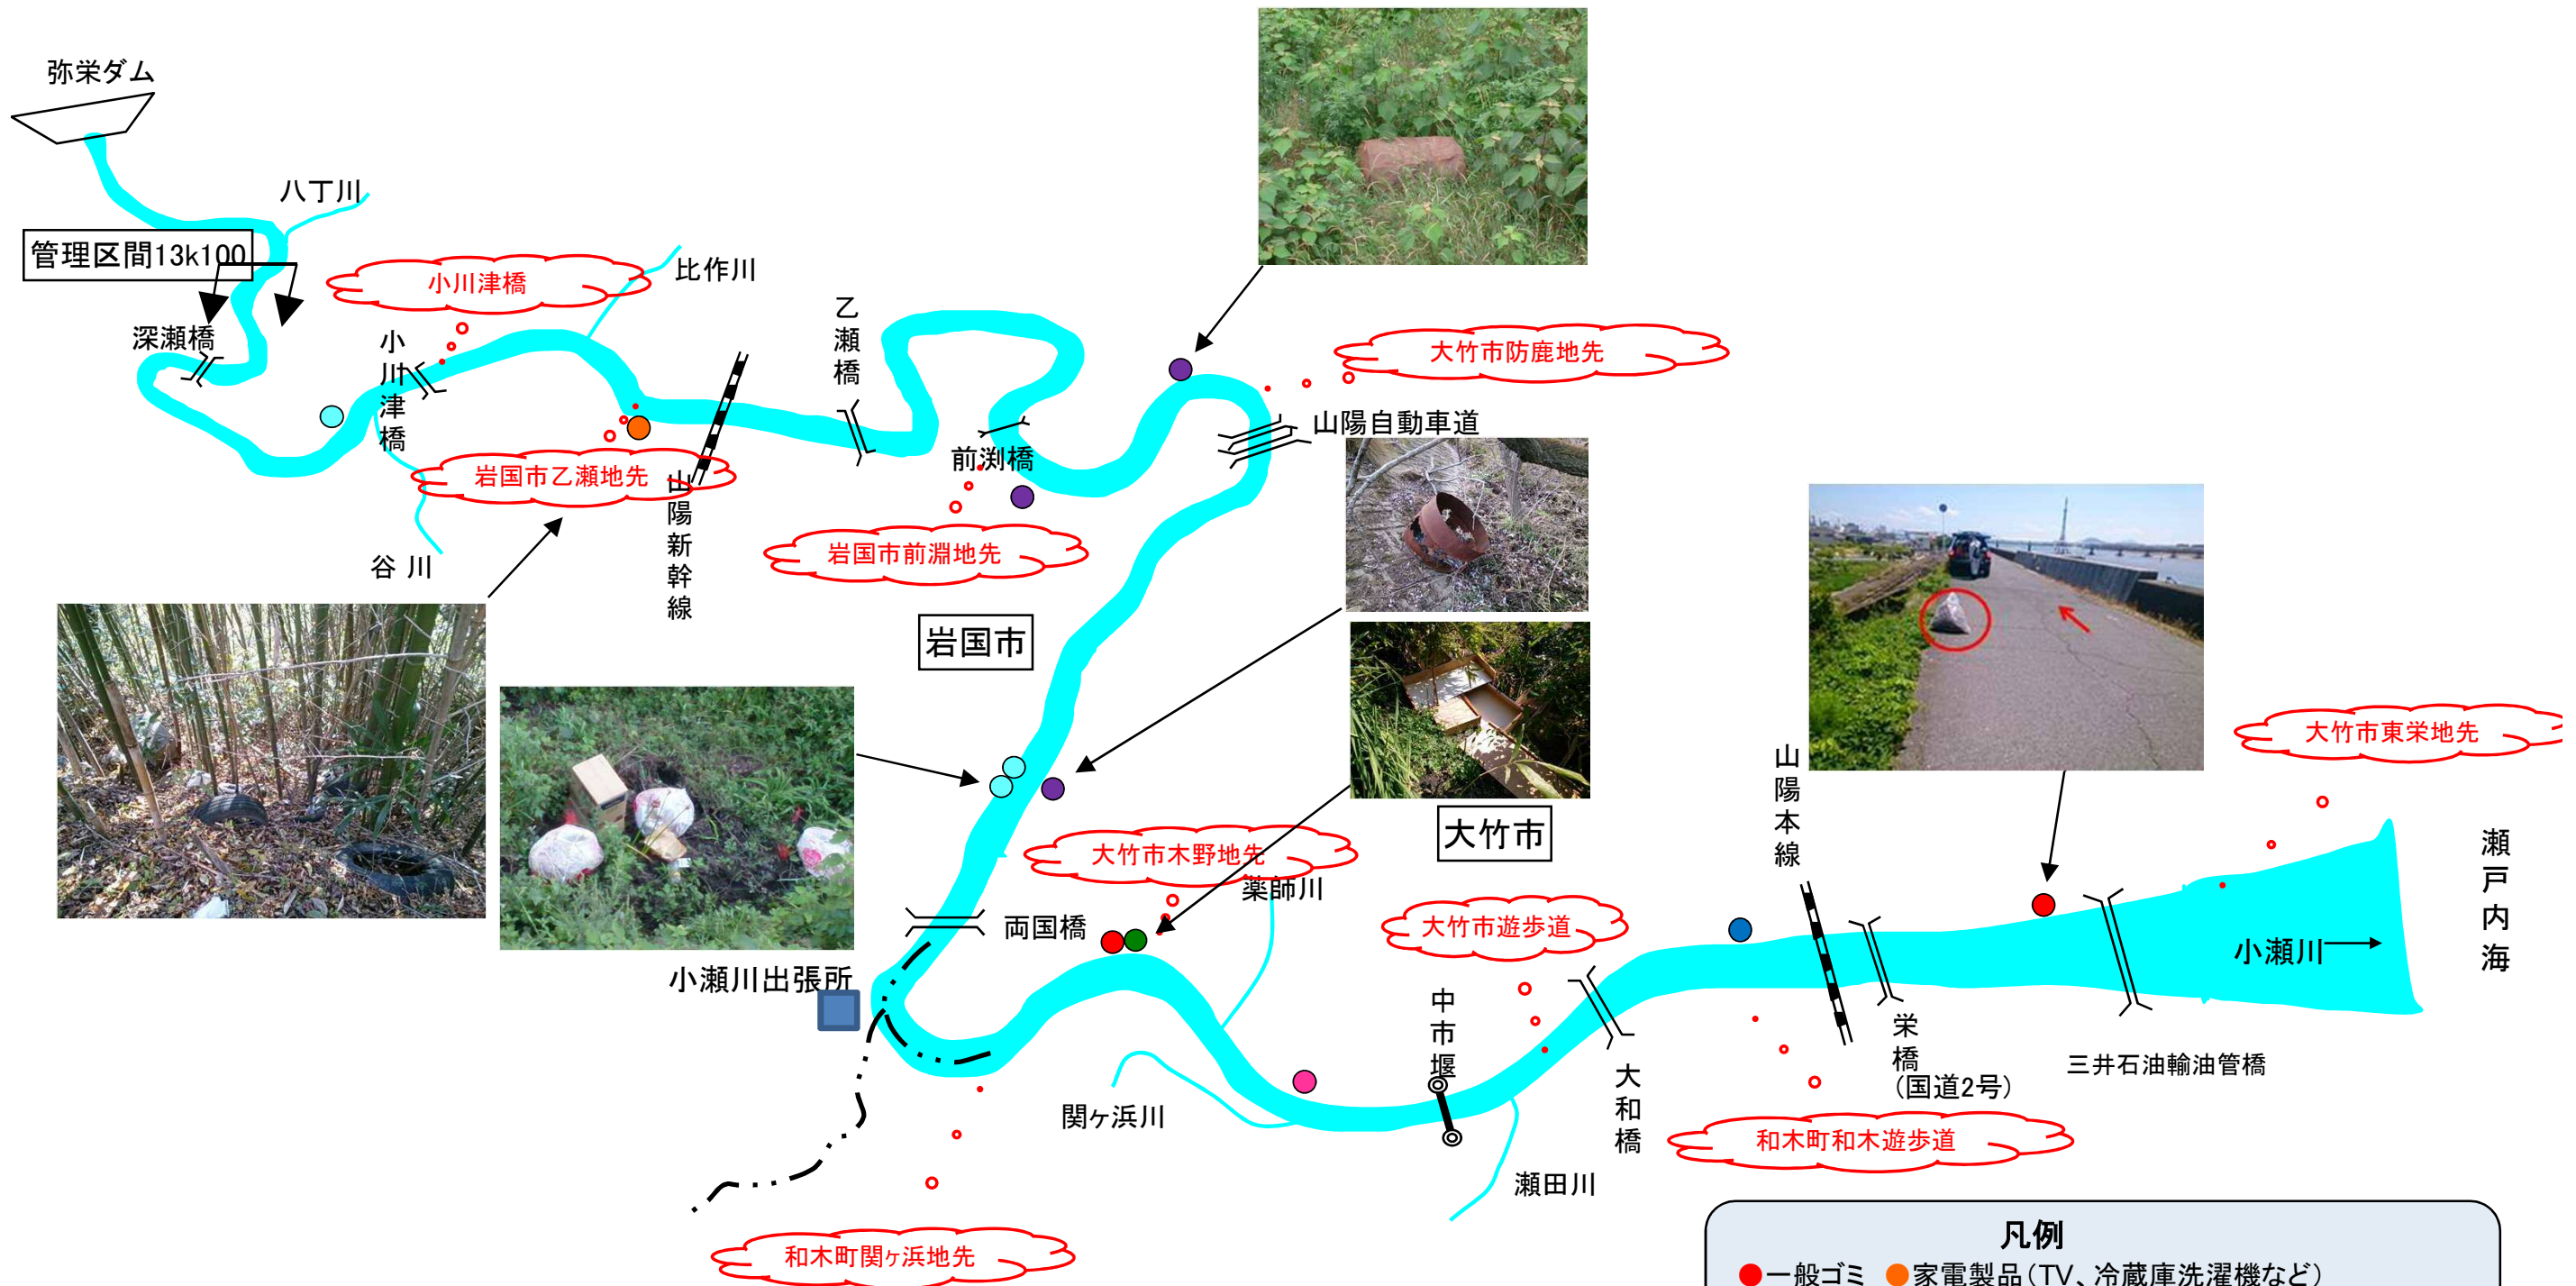 弥栄ダム
八丁川
管理区間13k100
小川津橋
比作川
深瀬橋
小川津橋
乙瀬橋
大竹市防鹿地先
山陽自動車道
前渕橋
岩国市乙瀬地先
山陽新幹線
谷川
岩国市前淵地先
岩国市
大竹市東栄地先
山陽本線
大竹市
大竹市木野地先
薬師川
瀬戸内海
両国橋
大竹市遊歩道
小瀬川
小瀬川出張所
中市堰
栄橋
(国道2号)
三井石油輸油管橋
大和橋
関ヶ浜川
和木町和木遊歩道
瀬田川
和木町関ヶ浜地先
凡例
一般ゴミ 家電製品(TV、冷蔵庫洗濯機など)